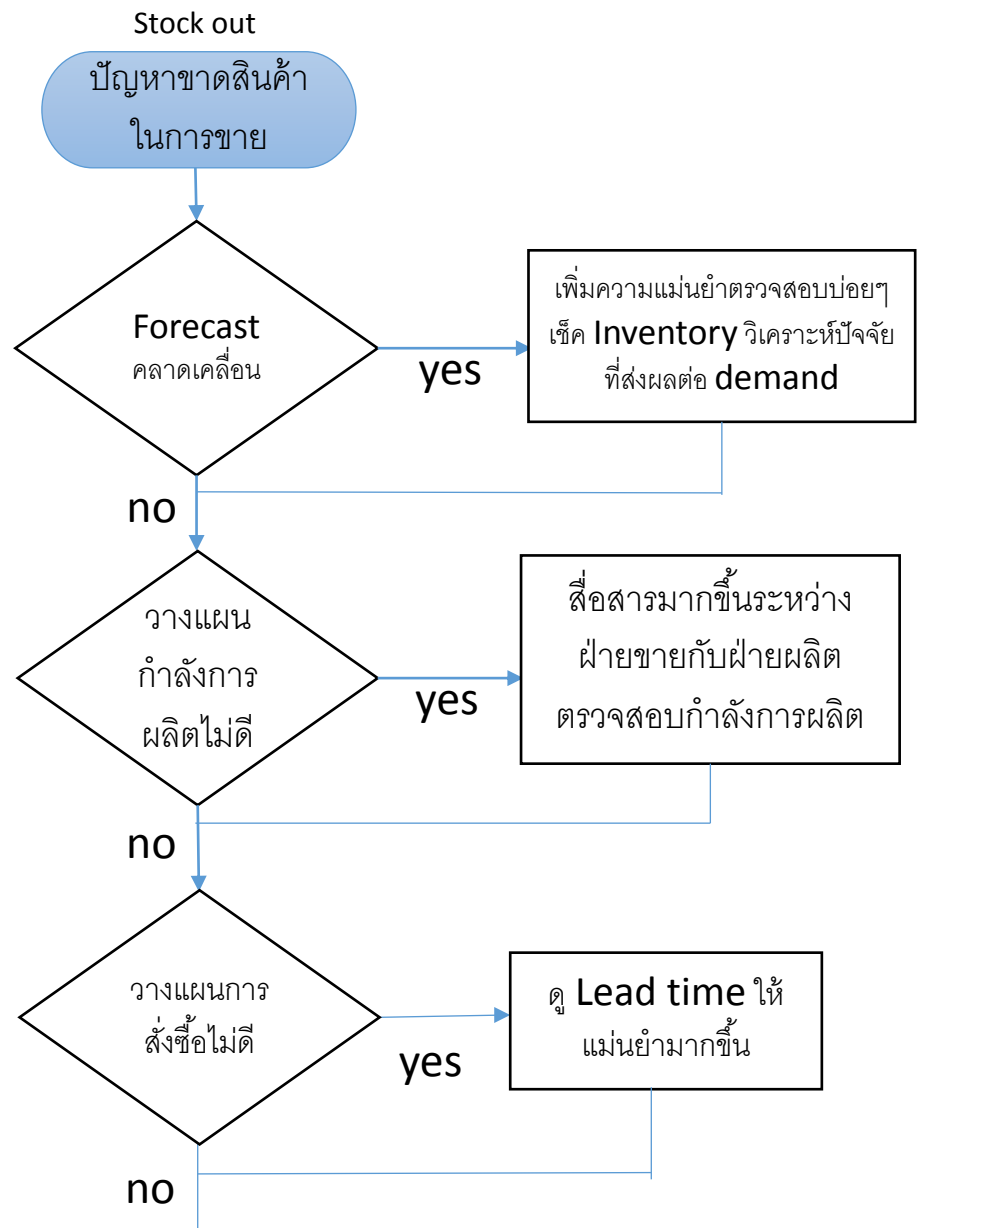 Stock out
ปัญหาขาดสินค้า
ในการขาย
Forecast
คลาดเคลื่อน
yes
เพิ่มความแม่นยำตรวจสอบบ่อยๆ
เช็ค Inventory วิเคราะห์ปัจจัย
ที่ส่งผลต่อ demand
no
วางแผน
กำลังการ
ผลิตไม่ดี
yes
สื่อสารมากขึ้นระหว่าง
ฝ่ายขายกับฝ่ายผลิต
ตรวจสอบกำลังการผลิต
no
วางแผนการ
สั่งซื้อไม่ดี
yes
ดู Lead time ให้
แม่นยำมากขึ้น
no